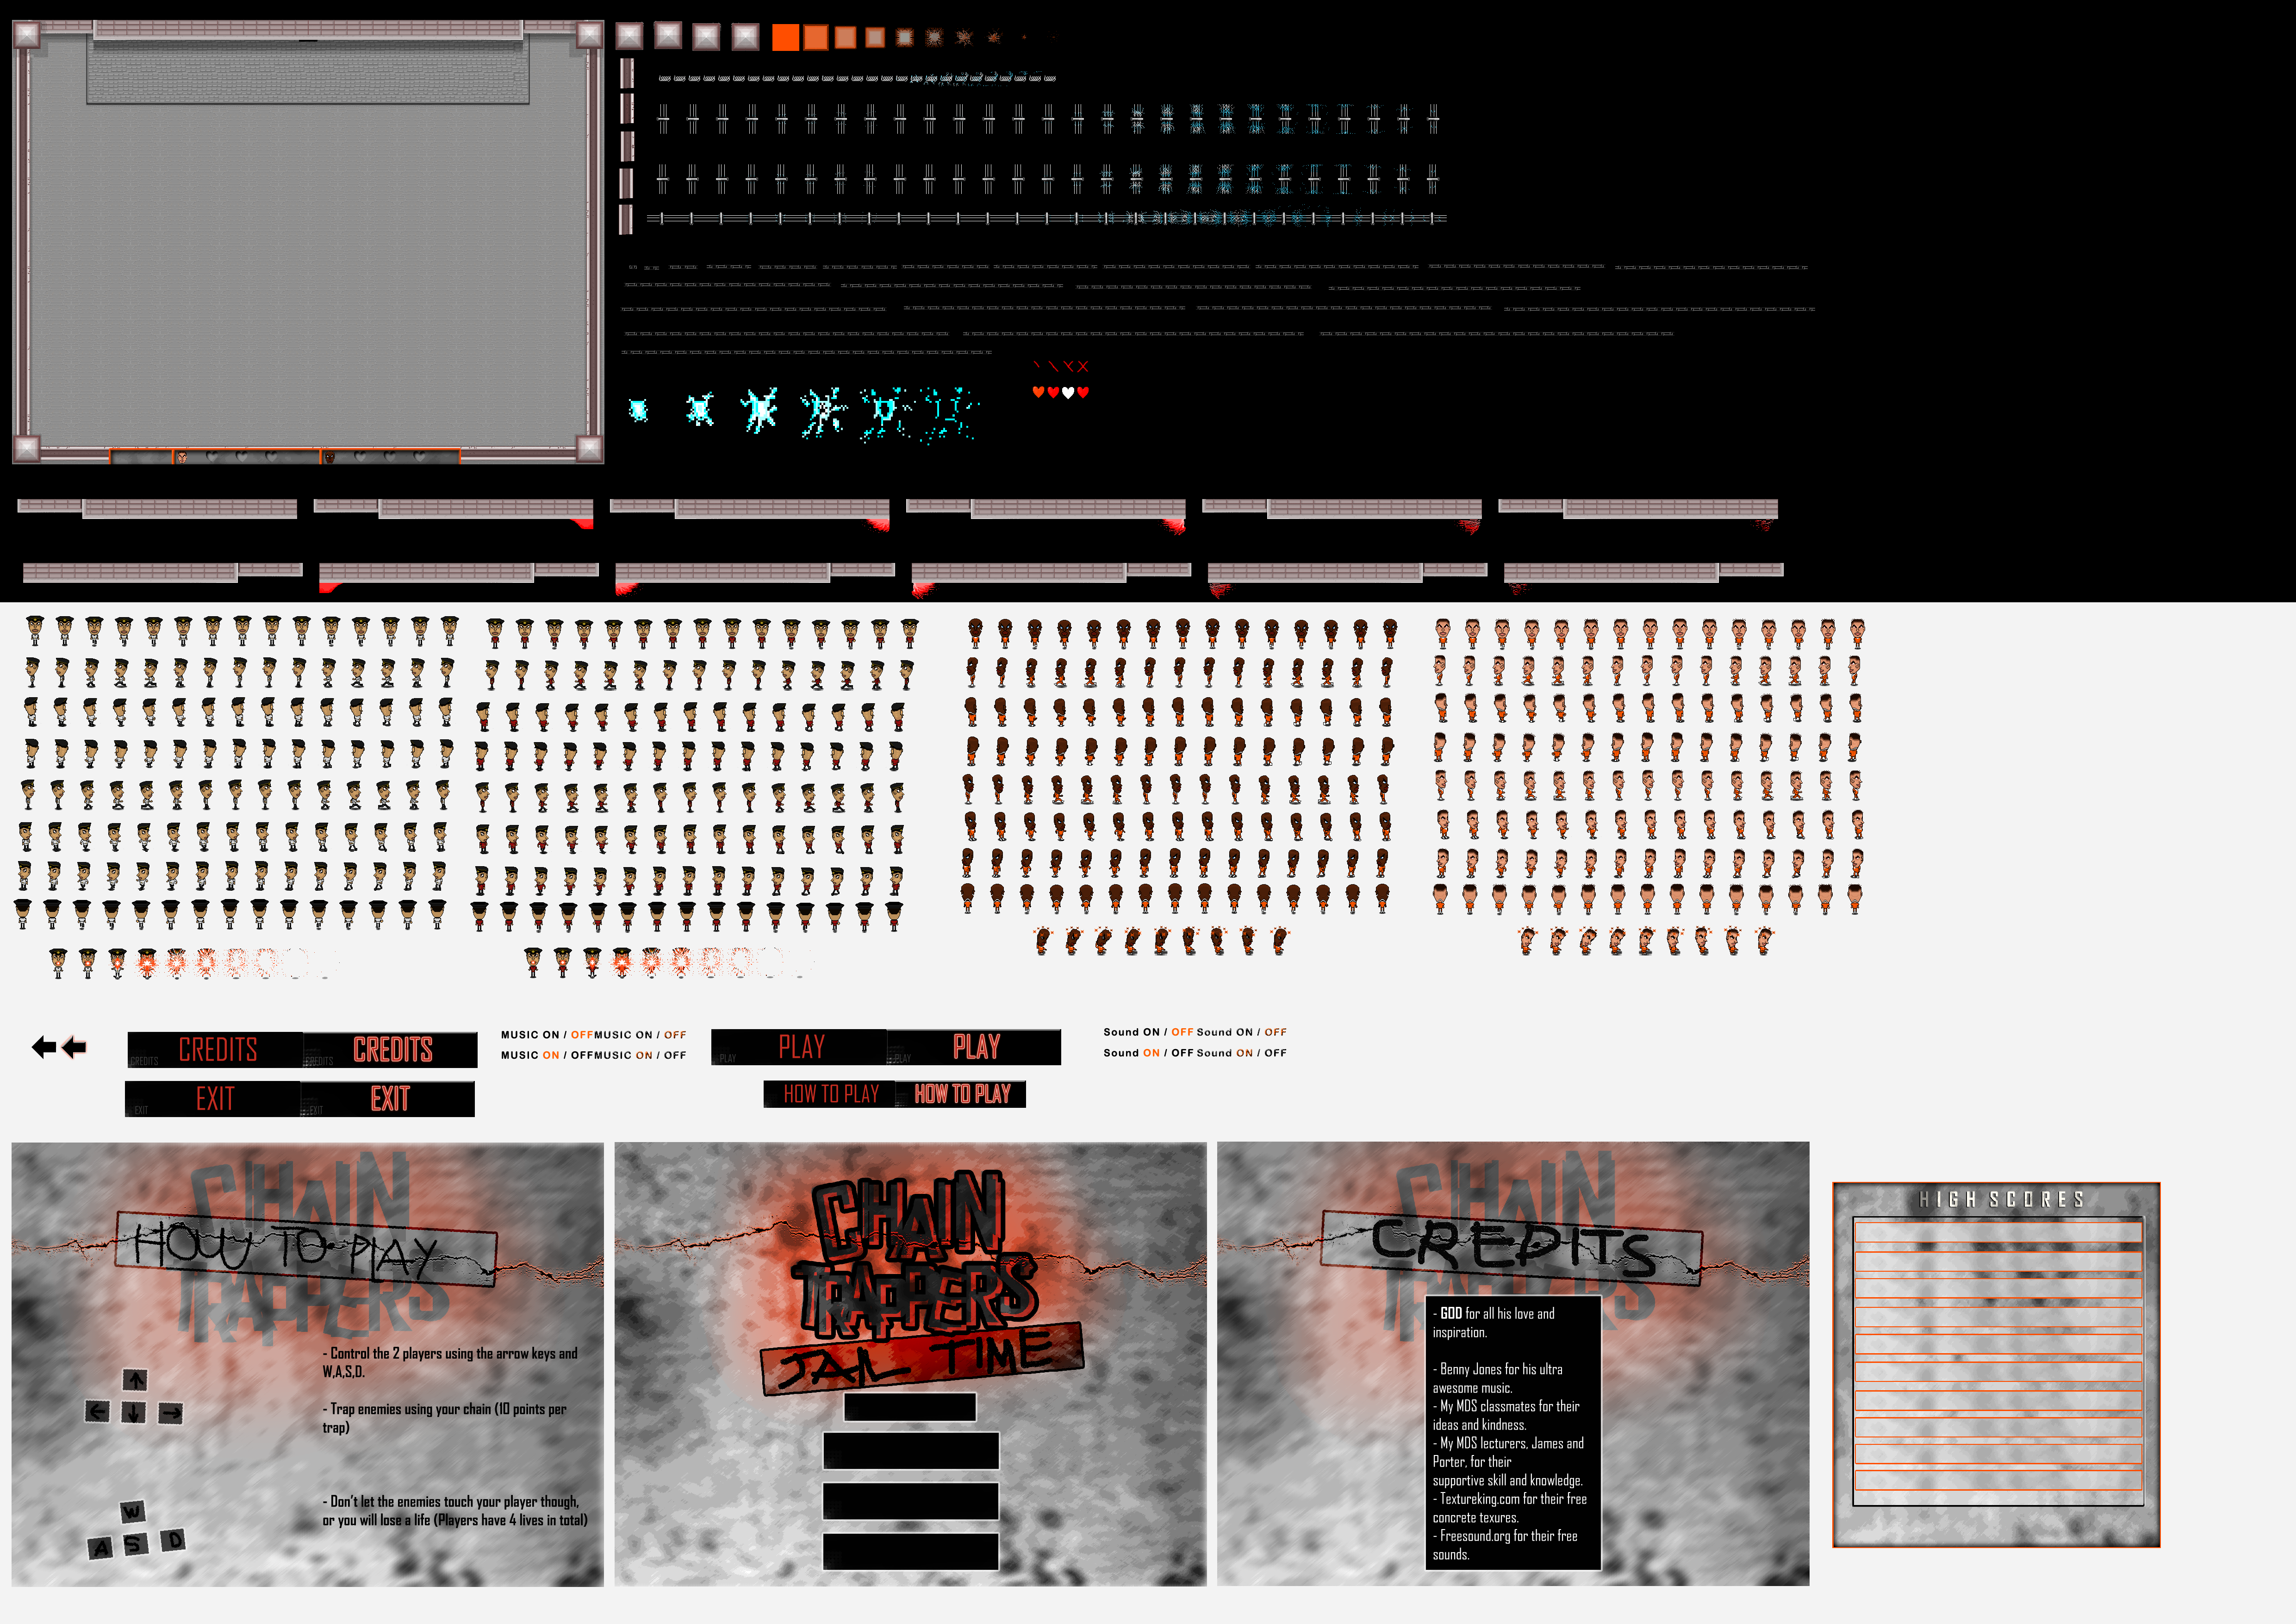 CREDITS
CREDITS
CREDITS
CREDITS
MUSIC ON / OFFMUSIC ON / OFF
MUSIC ON / OFFMUSIC ON / OFF
PLAY
PLAY
PLAY
PLAY
Sound ON / OFF Sound ON / OFF
Sound ON / OFF Sound ON / OFF
EXIT
EXIT
EXIT
EXIT
HOW TO PLAY
HOW TO PLAY
CHAIN
HOW TO PLAY
TRAPPERS
- Control the 2 players using the arrow keys and
W,A,S,D.
- Trap enemies using your chain (10 points per
trap)
- Don't let the enemies touch your player though,
or you will lose a life (Players have 4 lives in total)
↑
← ↓ →
W
A S D
CHAIN
TRAPPERS
JAIL TIME
CHAIN
CREDITS
TRAPPERS
- GOD for all his love and
inspiration.
- Benny Jones for his ultra
awesome music.
- My MDS classmates for their
ideas and kindness.
- My MDS lecturers, James and
Porter, for their
supportive skill and knowledge.
- Textureking.com for their free
concrete texures.
- Freesound.org for their free
sounds.
HIGH SCORES